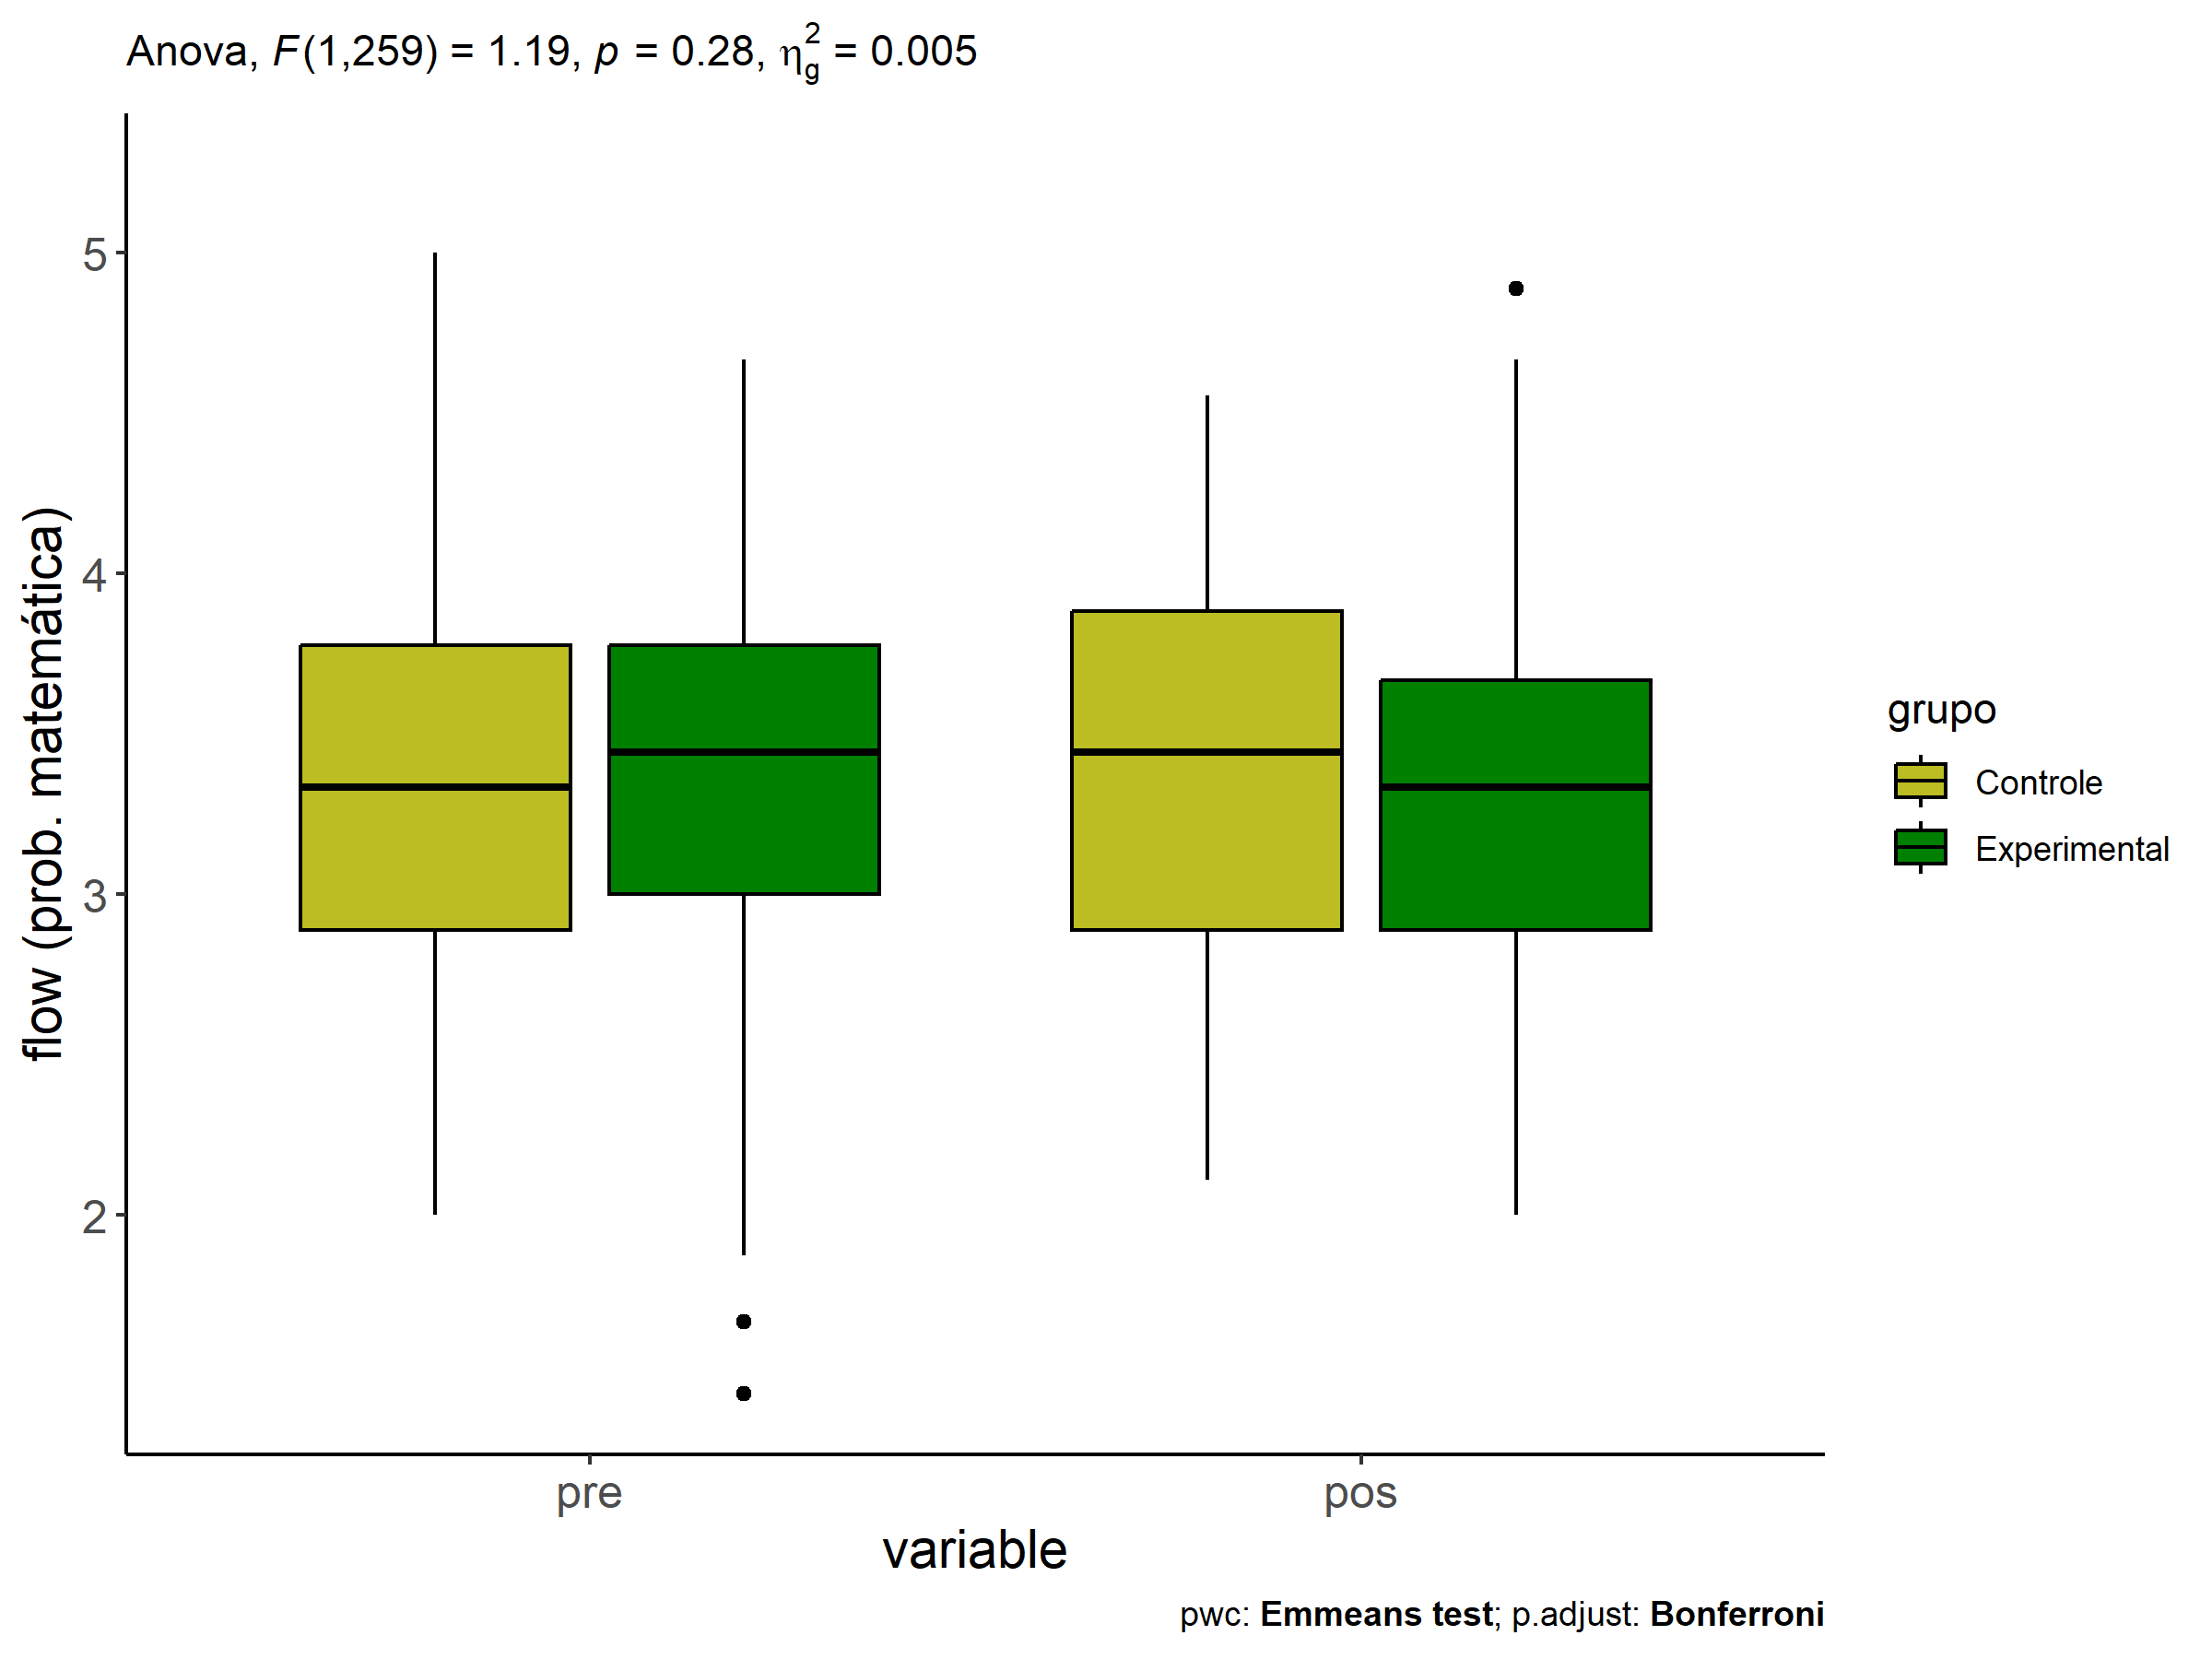 Anova, F(1,259) = 1.19, p = 0.28, η²g = 0.005
flow (prob. matemática)
5
4
3
2
pre
pos
variable
grupo
Controle
Experimental
pwc: Emmeans test; p.adjust: Bonferroni